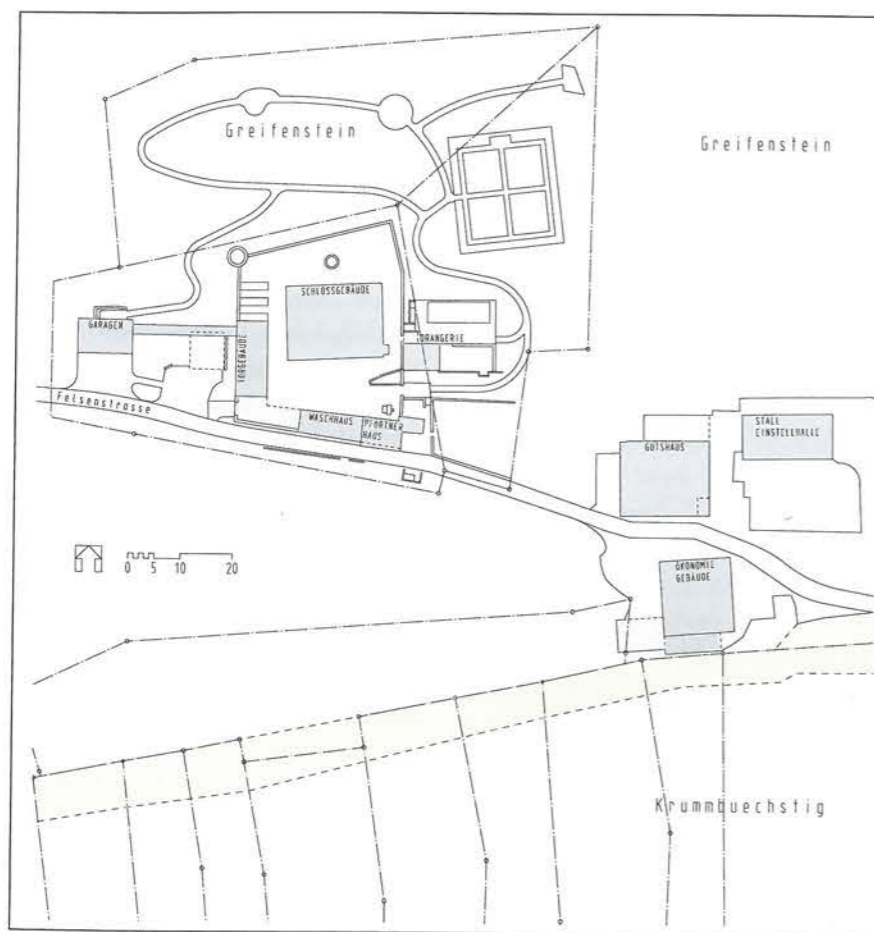 Greifenstein
Greifenstein
SCHLOSSGEBÄUDE
GARAGEN
TORGEBÄUDE
ORANGERIE
Felsenstrasse
WASCHHAUS
PFÖRTNER
HAUS
GUTSHAUS
STALL
EINSTELLHALLE
0 5 10 20
ÖKONOMIE
GEBÄUDE
Krummbuechstig